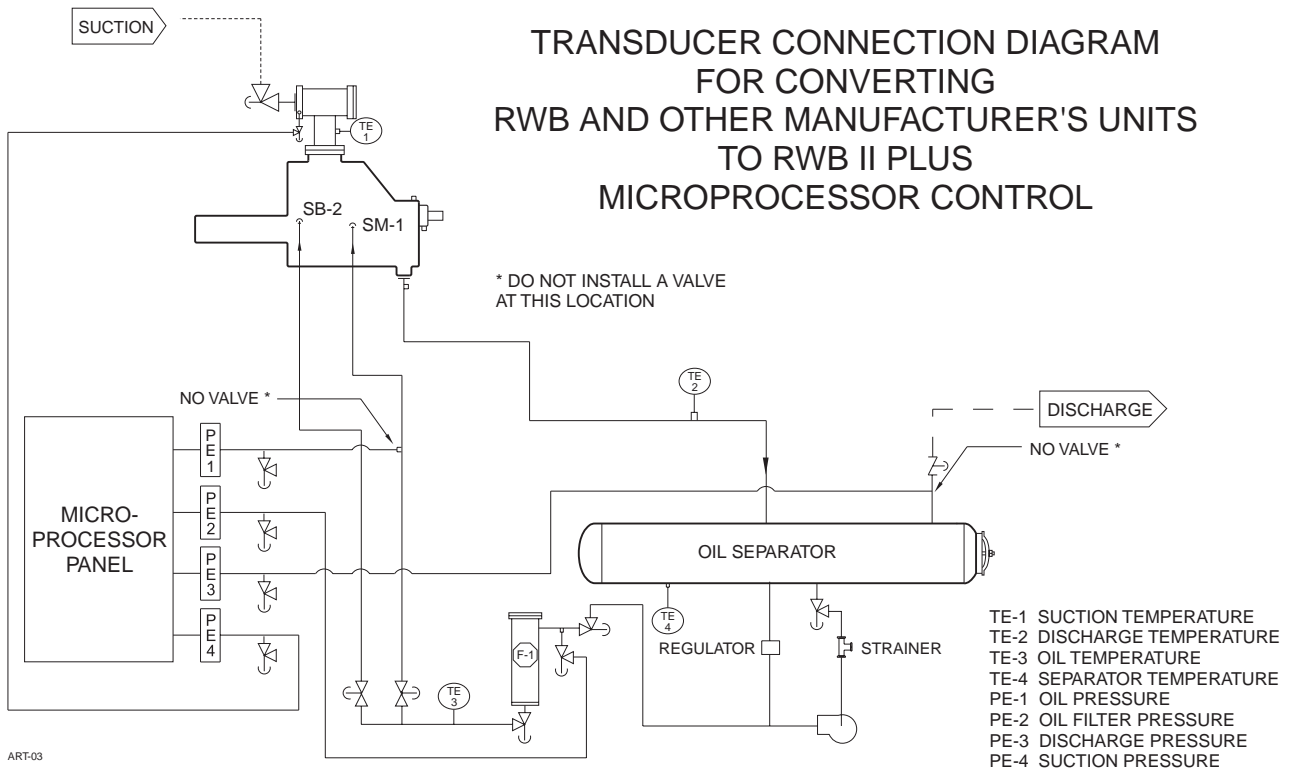 SUCTION
TRANSDUCER CONNECTION DIAGRAM
FOR CONVERTING
RWB AND OTHER MANUFACTURER'S UNITS
TO RWB II PLUS
MICROPROCESSOR CONTROL
TE
1
SB-2
SM-1
* DO NOT INSTALL A VALVE
AT THIS LOCATION
TE
2
NO VALVE *
DISCHARGE
NO VALVE *
MICRO-
PROCESSOR
PANEL
P
E
1
P
E
2
P
E
3
P
E
4
OIL SEPARATOR
TE
4
F-1
REGULATOR
STRAINER
TE
3
TE-1 SUCTION TEMPERATURE
TE-2 DISCHARGE TEMPERATURE
TE-3 OIL TEMPERATURE
TE-4 SEPARATOR TEMPERATURE
PE-1 OIL PRESSURE
PE-2 OIL FILTER PRESSURE
PE-3 DISCHARGE PRESSURE
PE-4 SUCTION PRESSURE
ART-03